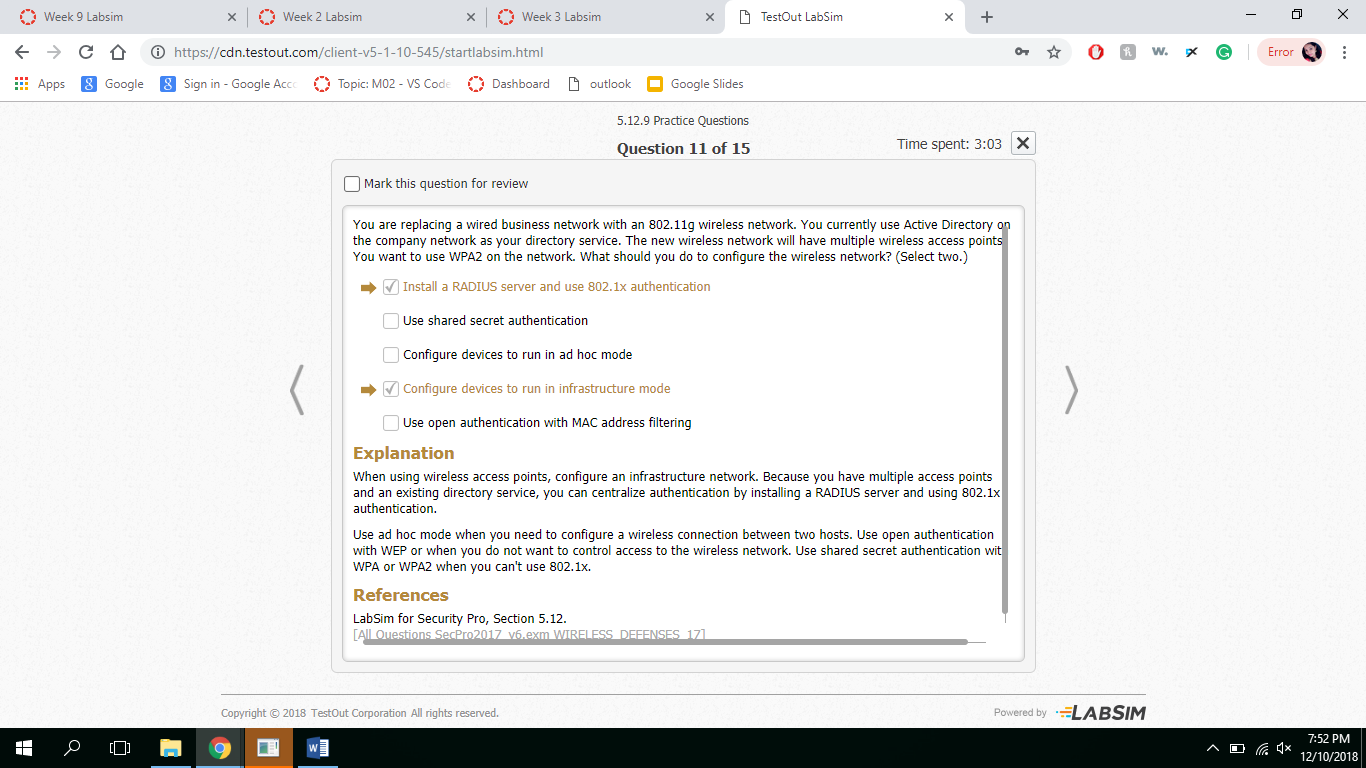 Week 9 Labsim
Week 2 Labsim
Week 3 Labsim
TestOut LabSim
https://cdn.testout.com/client-v5-1-10-545/startlabsim.html
Error
Apps
Google
Sign in - Google Acc
Topic: M02 - VS Code
Dashboard
outlook
Google Slides
5.12.9 Practice Questions
Question 11 of 15
Time spent: 3:03
Mark this question for review
You are replacing a wired business network with an 802.11g wireless network. You currently use Active Directory on
the company network as your directory service. The new wireless network will have multiple wireless access points
You want to use WPA2 on the network. What should you do to configure the wireless network? (Select two.)
Install a RADIUS server and use 802.1x authentication
Use shared secret authentication
Configure devices to run in ad hoc mode
Configure devices to run in infrastructure mode
Use open authentication with MAC address filtering
Explanation
When using wireless access points, configure an infrastructure network. Because you have multiple access points
and an existing directory service, you can centralize authentication by installing a RADIUS server and using 802.1x
authentication.
Use ad hoc mode when you need to configure a wireless connection between two hosts. Use open authentication
with WEP or when you do not want to control access to the wireless network. Use shared secret authentication wit
WPA or WPA2 when you can't use 802.1x.
References
LabSim for Security Pro, Section 5.12.
[All Questions SecPro2017_v6.exm WIRELESS_DEFENSES_17]
Copyright © 2018 TestOut Corporation All rights reserved.
Powered by LABSIM
7:52 PM
12/10/2018